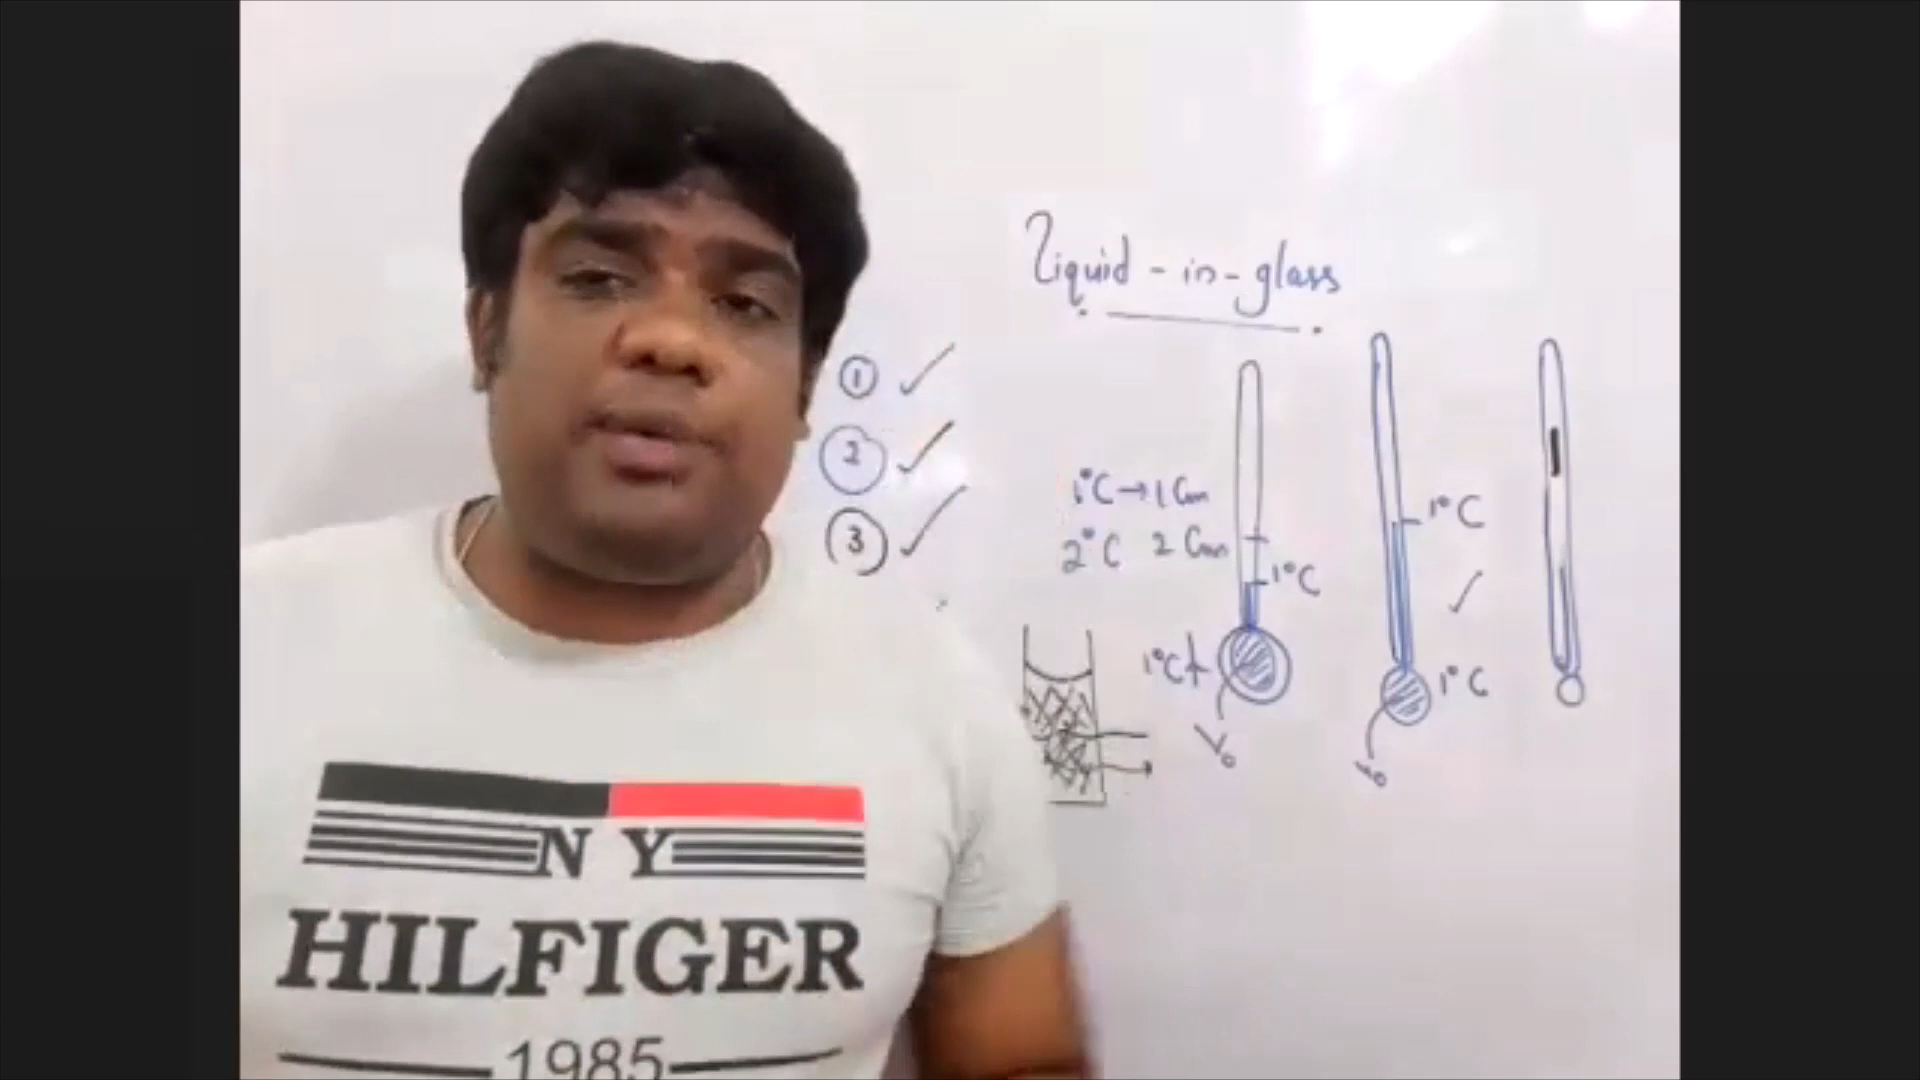 Liquid-in-glass
1 ✓
2 ✓
3 ✓
1°C → 1 Cm
2°C 2 Cm
1°C
1°C
V₀
1°C
1°C
V₀
N Y
HILFIGER
1985